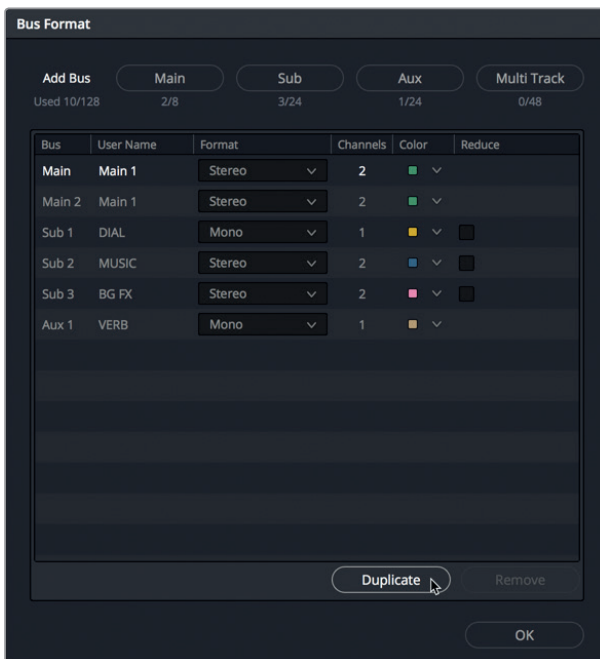 Bus Format
Add Bus Main Sub Aux Multi Track
Used 10/128 2/8 3/24 1/24 0/48
Bus User Name Format Channels Color Reduce
Main Main 1 Stereo 2
Main 2 Main 1 Stereo 2
Sub 1 DIAL Mono 1
Sub 2 MUSIC Stereo 2
Sub 3 BG FX Stereo 2
Aux 1 VERB Mono 1
Duplicate Remove
OK